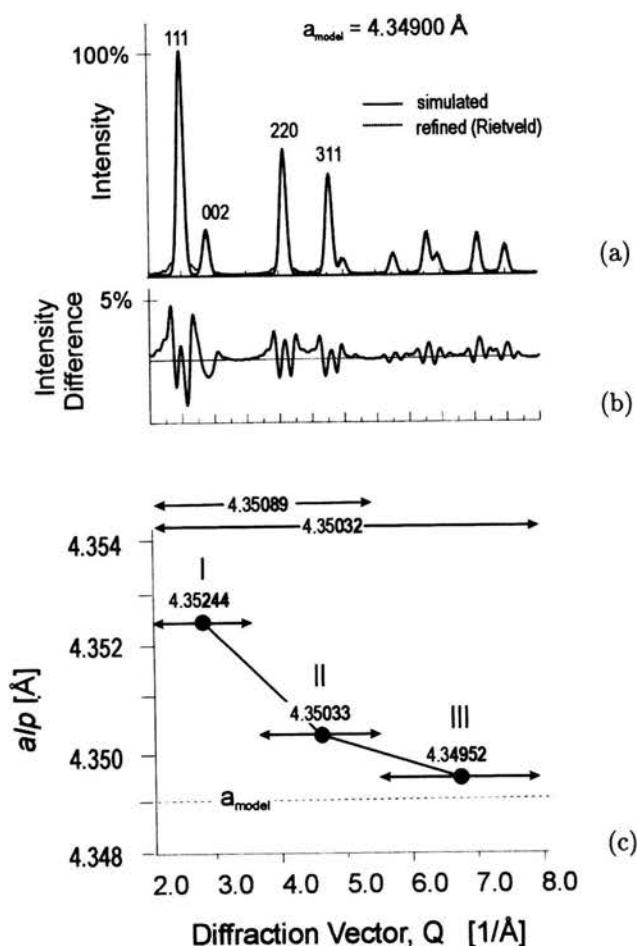 a_model = 4.34900 Å
111
100%
Intensity
simulated
refined (Rietveld)
220
311
002
(a)
5%
Intensity
Difference
(b)
4.35089
4.35032
4.354
I
4.35244
4.352
II
4.35033
III
4.34952
4.350
alp [Å]
a_model
4.348
(c)
2.0 3.0 4.0 5.0 6.0 7.0 8.0
Diffraction Vector, Q [1/Å]